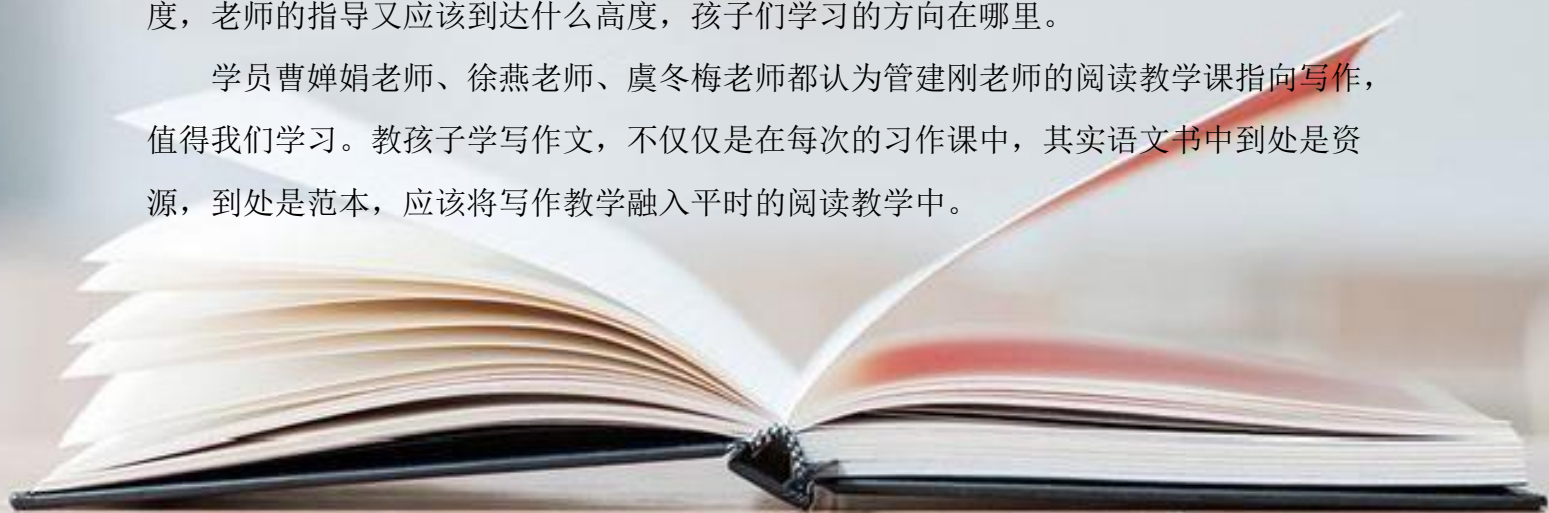 度，老师的指导又应该到达什么高度，孩子们学习的方向在哪里。
学员曹婵娟老师、徐燕老师、虞冬梅老师都认为管建刚老师的阅读教学课指向写作，
值得我们学习。教孩子学写作文，不仅仅是在每次的习作课中，其实语文书中到处是资
源，到处是范本，应该将写作教学融入平时的阅读教学中。